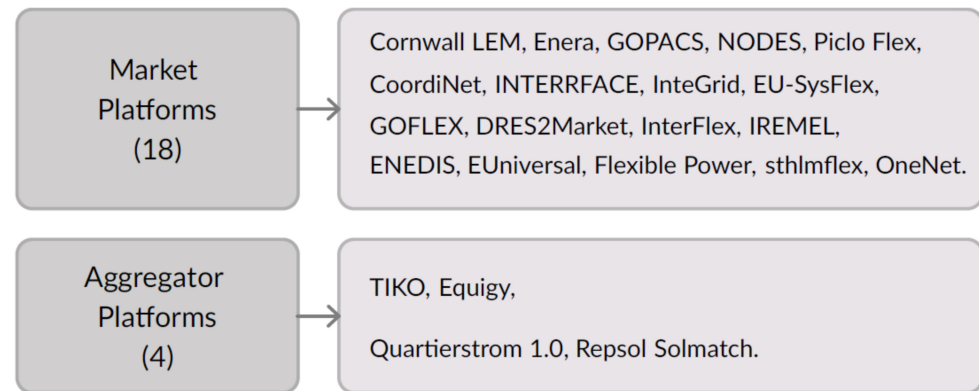 Market
Platforms
(18)
Cornwall LEM, Enera, GOPACS, NODES, Piclo Flex,
CoordiNet, INTERRFACE, InteGrid, EU-SysFlex,
GOFLEX, DRES2Market, InterFlex, IREMEL,
ENEDIS, EUniversal, Flexible Power, sthlmflex, OneNet.
Aggregator
Platforms
(4)
TIKO, Equigy,
Quartierstrom 1.0, Repsol Solmatch.